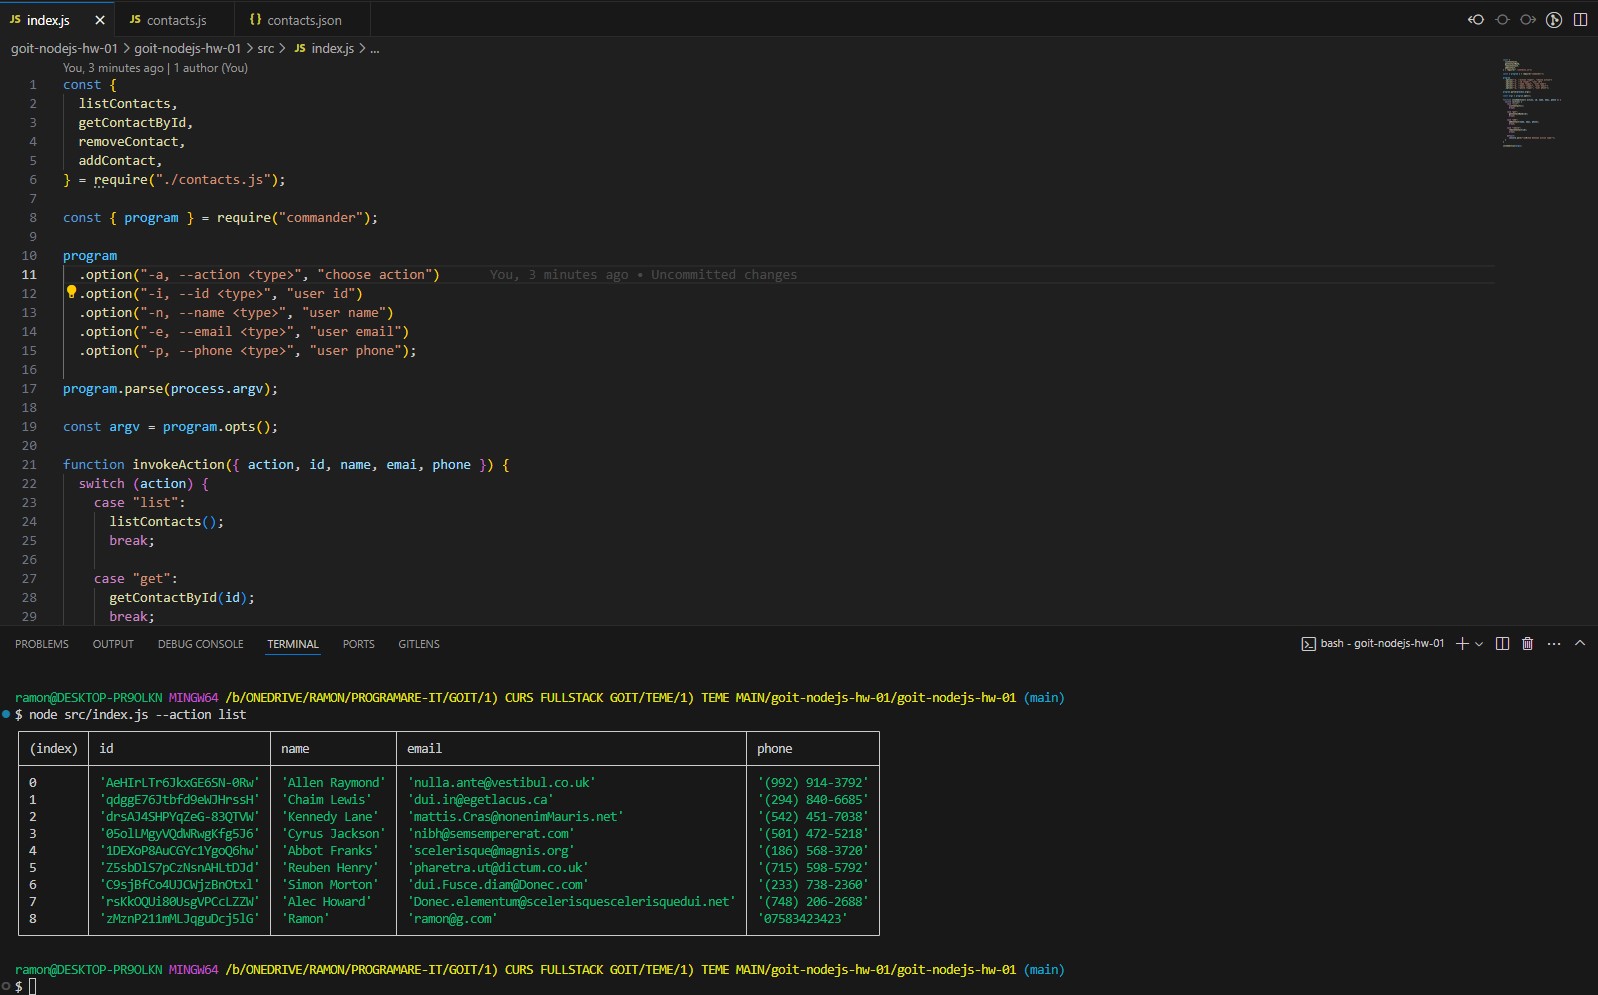 JS index.js × JS contacts.js {} contacts.json
goit-nodejs-hw-01 > goit-nodejs-hw-01 > src > JS index.js > ...
You, 3 minutes ago | 1 author (You)
1 const {
2 listContacts,
3 getContactById,
4 removeContact,
5 addContact,
6 } = require("./contacts.js");
7
8 const { program } = require("commander");
9
10 program
11 .option("-a, --action <type>", "choose action") You, 3 minutes ago • Uncommitted changes
12 .option("-i, --id <type>", "user id")
13 .option("-n, --name <type>", "user name")
14 .option("-e, --email <type>", "user email")
15 .option("-p, --phone <type>", "user phone");
16
17 program.parse(process.argv);
18
19 const argv = program.opts();
20
21 function invokeAction({ action, id, name, emai, phone }) {
22 switch (action) {
23 case "list":
24 listContacts();
25 break;
26
27 case "get":
28 getContactById(id);
29 break;
PROBLEMS OUTPUT DEBUG CONSOLE TERMINAL PORTS GITLENS bash - goit-nodejs-hw-01
ramon@DESKTOP-PR9OLKN MINGW64 /b/ONEDRIVE/RAMON/PROGRAMARE-IT/GOIT/1) CURS FULLSTACK GOIT/TEME/1) TEME MAIN/goit-nodejs-hw-01/goit-nodejs-hw-01 (main)
$ node src/index.js --action list
(index) id name email phone
0 'AeHIrLTr6JkxGE6SN-0Rw' 'Allen Raymond' 'nulla.ante@vestibul.co.uk' '(992) 914-3792'
1 'qdggE76Jtbfd9eWJHrssH' 'Chaim Lewis' 'dui.in@egetlacus.ca' '(294) 840-6685'
2 'drsAJ4SHPYqZeG-83QTVW' 'Kennedy Lane' 'mattis.Cras@nonenimMauris.net' '(542) 451-7038'
3 '05olLMgyVQdWRwgKfg5J6' 'Cyrus Jackson' 'nibh@semsempererat.com' '(501) 472-5218'
4 '1DEXoP8AuCGYc1YgoQ6hw' 'Abbot Franks' 'scelerisque@magnis.org' '(186) 568-3720'
5 'Z5sbDlS7pCzNsnAHLtDJd' 'Reuben Henry' 'pharetra.ut@dictum.co.uk' '(715) 598-5792'
6 'C9sjBfCo4UJCWjzBnOtxl' 'Simon Morton' 'dui.Fusce.diam@Donec.com' '(233) 738-2360'
7 'rsKkOQUi80UsgVPCcLZZW' 'Alec Howard' 'Donec.elementum@scelerisquescelerisquedui.net' '(748) 206-2688'
8 'zMznP211mMLJqguDcj5lG' 'Ramon' 'ramon@g.com' '07583423423'
ramon@DESKTOP-PR9OLKN MINGW64 /b/ONEDRIVE/RAMON/PROGRAMARE-IT/GOIT/1) CURS FULLSTACK GOIT/TEME/1) TEME MAIN/goit-nodejs-hw-01/goit-nodejs-hw-01 (main)
$